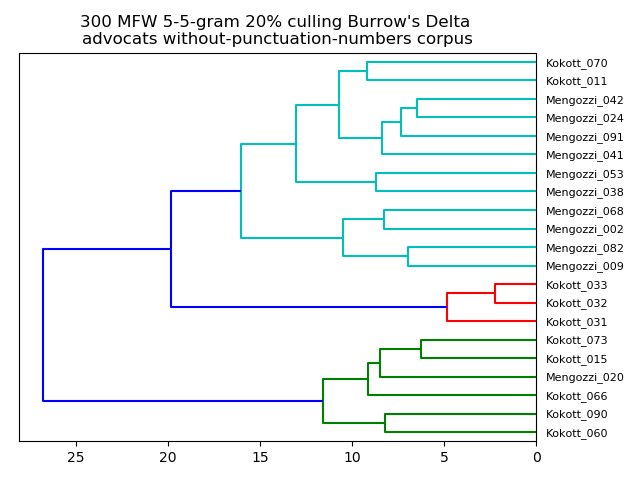 300 MFW 5-5-gram 20% culling Burrow's Delta
advocats without-punctuation-numbers corpus
Kokott_070
Kokott_011
Mengozzi_042
Mengozzi_024
Mengozzi_091
Mengozzi_041
Mengozzi_053
Mengozzi_038
Mengozzi_068
Mengozzi_002
Mengozzi_082
Mengozzi_009
Kokott_033
Kokott_032
Kokott_031
Kokott_073
Kokott_015
Mengozzi_020
Kokott_066
Kokott_090
Kokott_060
25 20 15 10 5 0